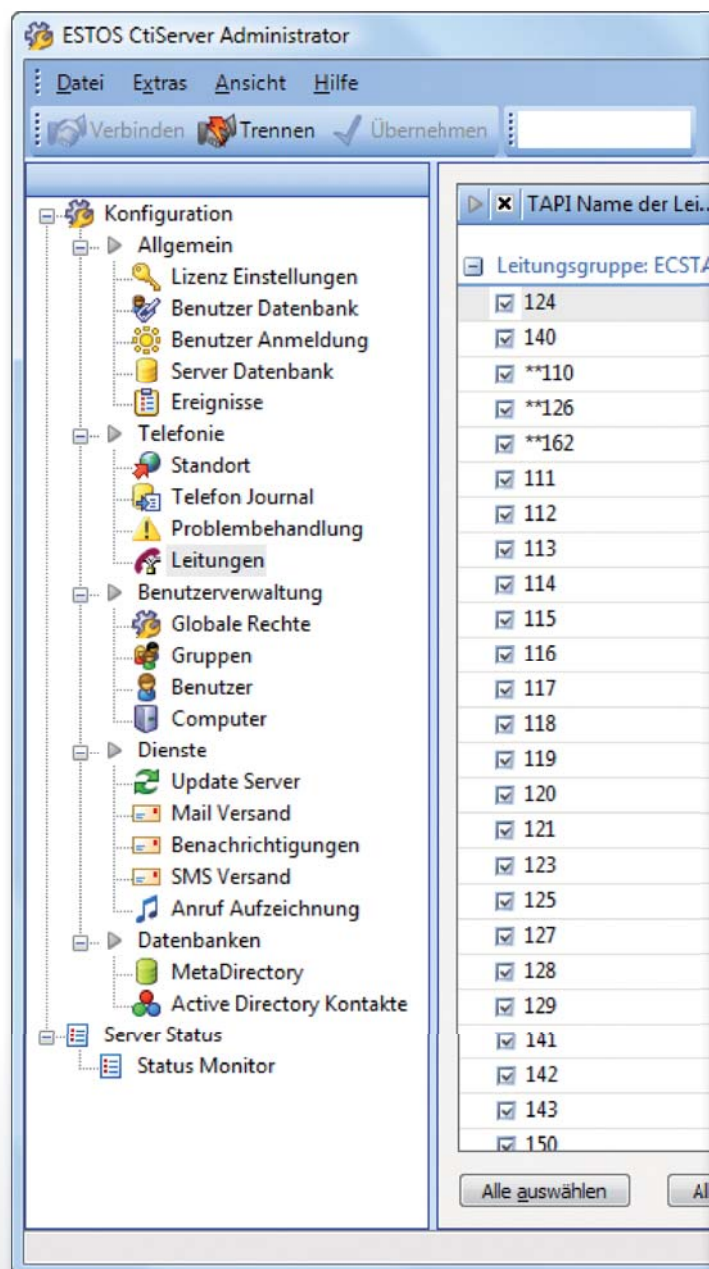 ESTOS CtiServer Administrator
Datei Extras Ansicht Hilfe
Verbinden Trennen Übernehmen
Konfiguration
Allgemein
Lizenz Einstellungen
Benutzer Datenbank
Benutzer Anmeldung
Server Datenbank
Ereignisse
Telefonie
Standort
Telefon Journal
Problembehandlung
Leitungen
Benutzerverwaltung
Globale Rechte
Gruppen
Benutzer
Computer
Dienste
Update Server
Mail Versand
Benachrichtigungen
SMS Versand
Anruf Aufzeichnung
Datenbanken
MetaDirectory
Active Directory Kontakte
Server Status
Status Monitor
TAPI Name der Lei...
Leitungsgruppe: ECSTA
124
140
**110
**126
**162
111
112
113
114
115
116
117
118
119
120
121
123
125
127
128
129
141
142
143
150
Alle auswählen
Al